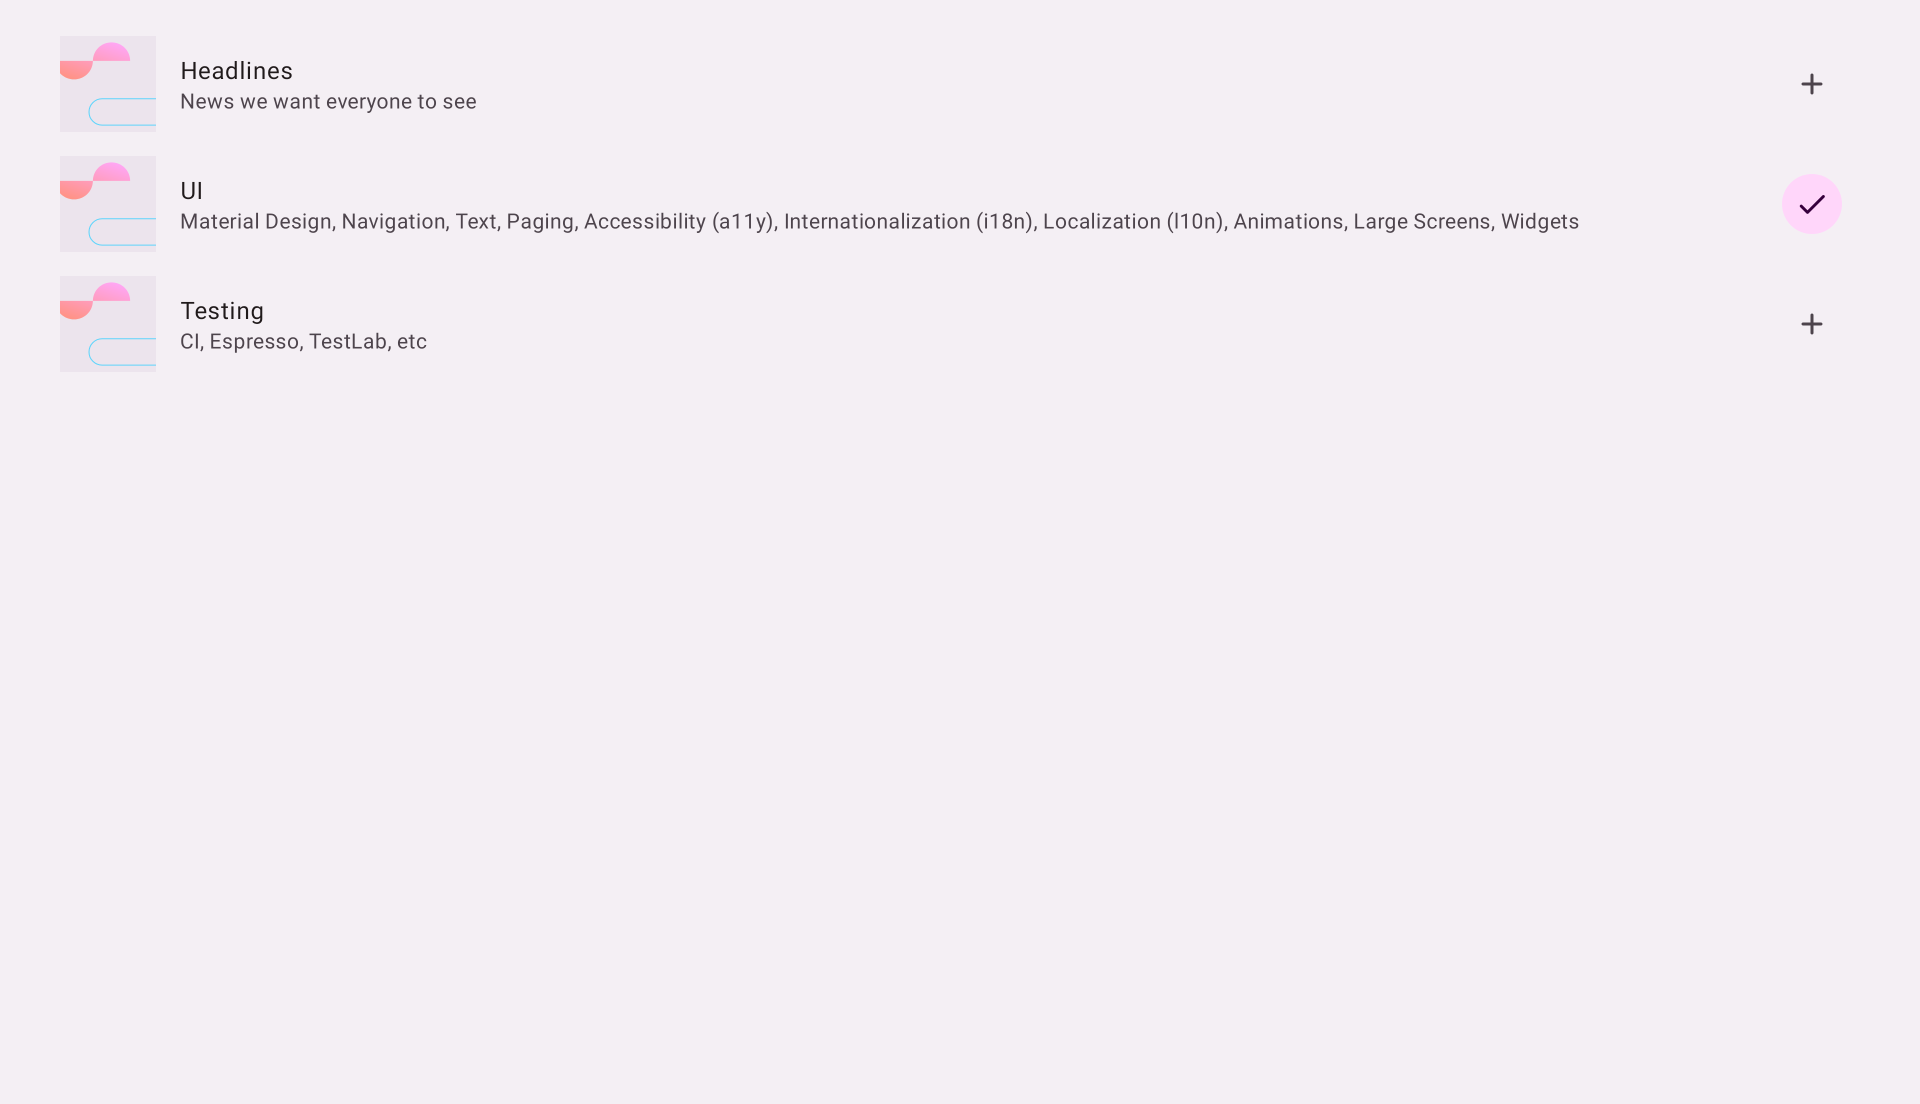 Headlines
News we want everyone to see
UI
Material Design, Navigation, Text, Paging, Accessibility (a11y), Internationalization (i18n), Localization (l10n), Animations, Large Screens, Widgets
Testing
CI, Espresso, TestLab, etc